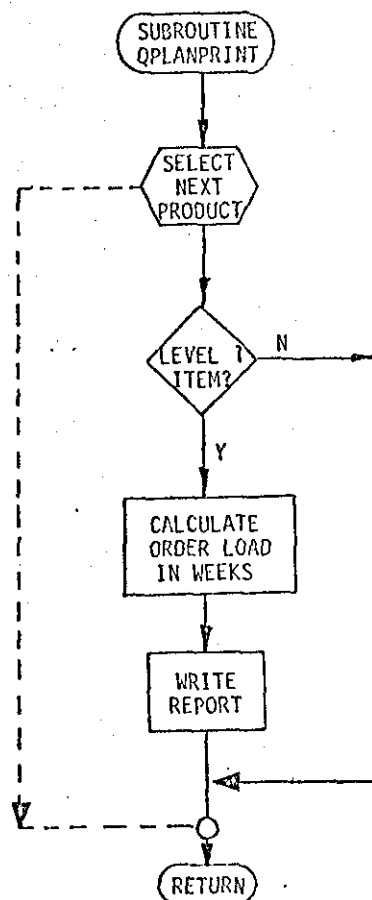 SUBROUTINE
QPLANPRINT
SELECT
NEXT
PRODUCT
LEVEL 1
ITEM?
N
Y
CALCULATE
ORDER LOAD
IN WEEKS
WRITE
REPORT
RETURN